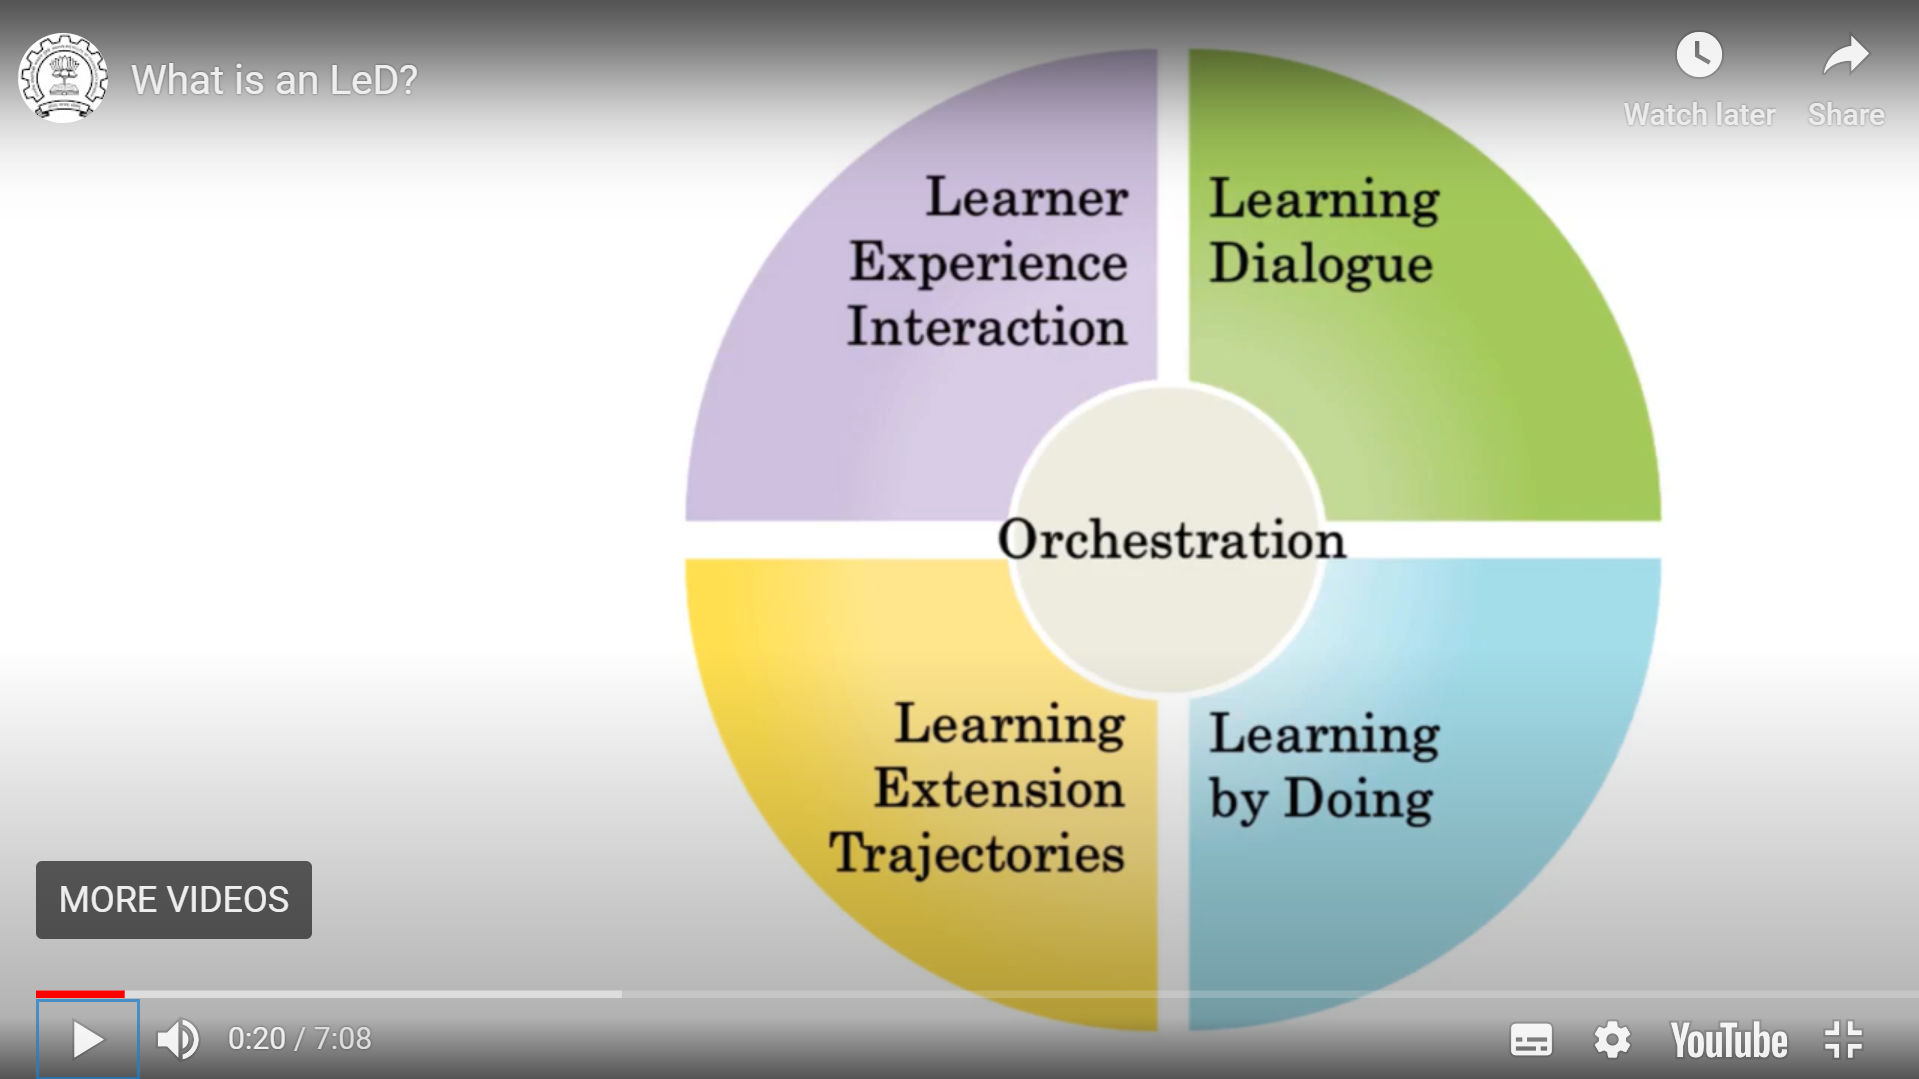 What is an LeD?
Watch later
Share
Learner
Experience
Interaction
Learning
Dialogue
Orchestration
Learning
Extension
Trajectories
Learning
by Doing
MORE VIDEOS
0:20 / 7:08
YouTube